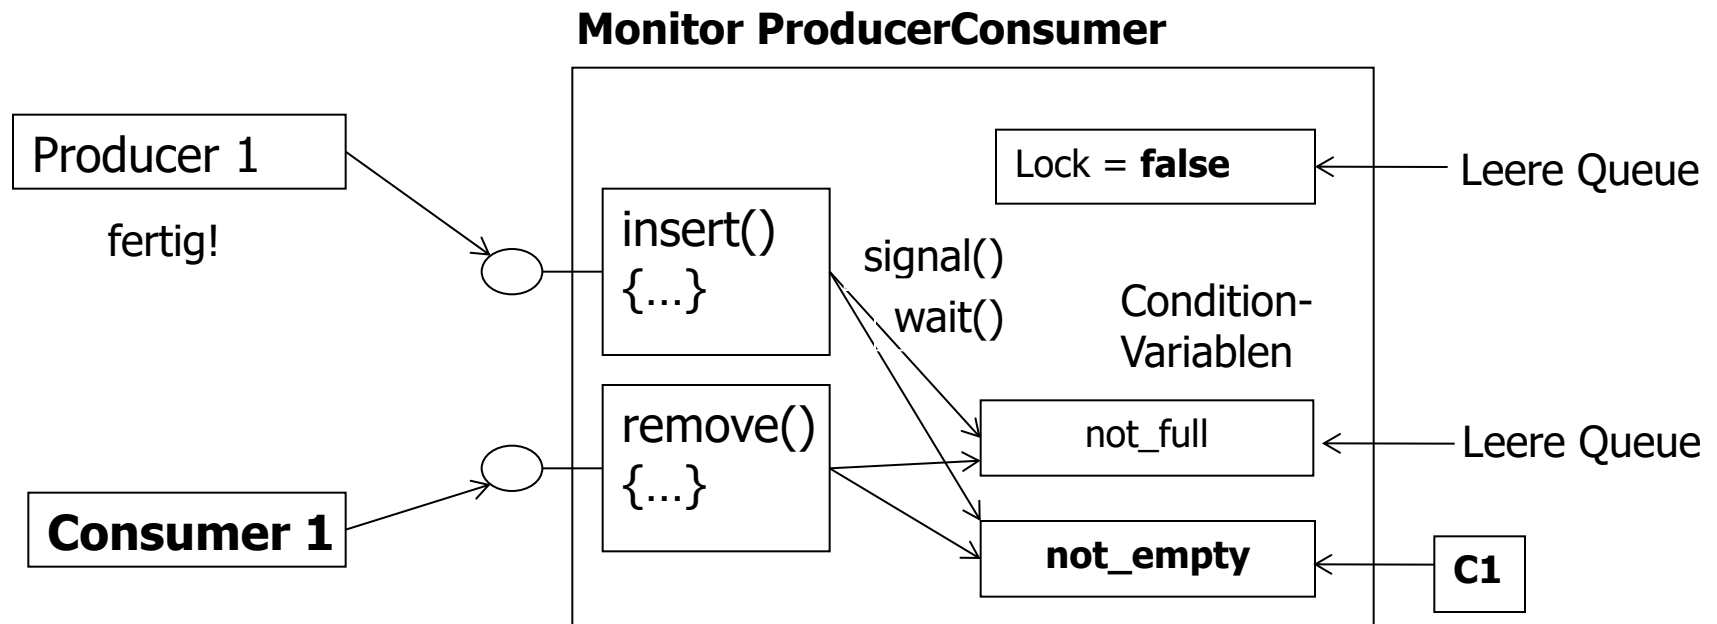 Monitor ProducerConsumer
Producer 1
fertig!
Lock = false
Leere Queue
insert()
{...}
signal()
wait()
Condition-
Variablen
remove()
{...}
not_full
Leere Queue
Consumer 1
not_empty
C1